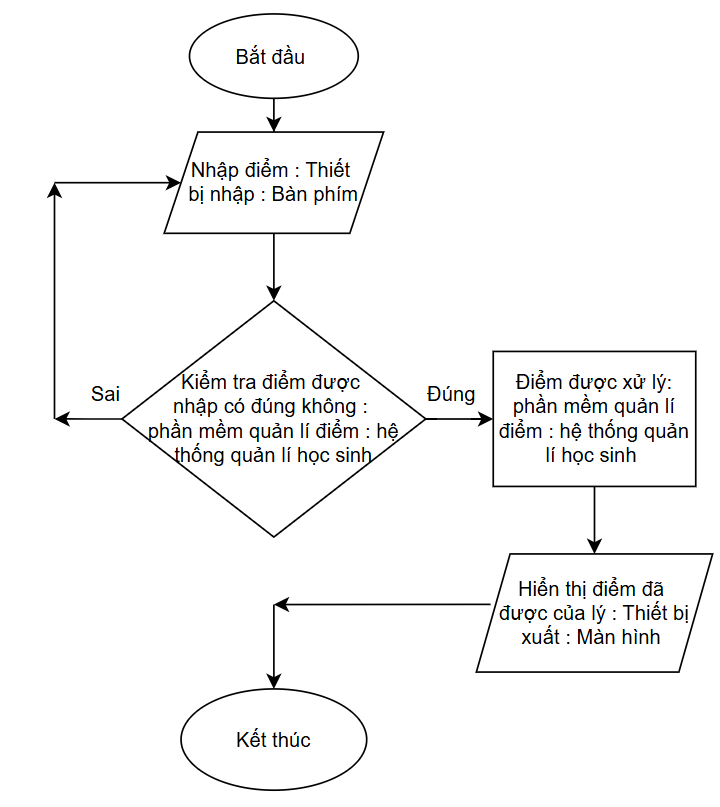 Bắt đầu
Nhập điểm : Thiết
bị nhập : Bàn phím
Kiểm tra điểm được
nhập có đúng không :
phần mềm quản lí điểm : hệ
thống quản lí học sinh
Sai
Đúng
Điểm được xử lý:
phần mềm quản lí
điểm : hệ thống quản
lí học sinh
Hiển thị điểm đã
được của lý : Thiết bị
xuất : Màn hình
Kết thúc